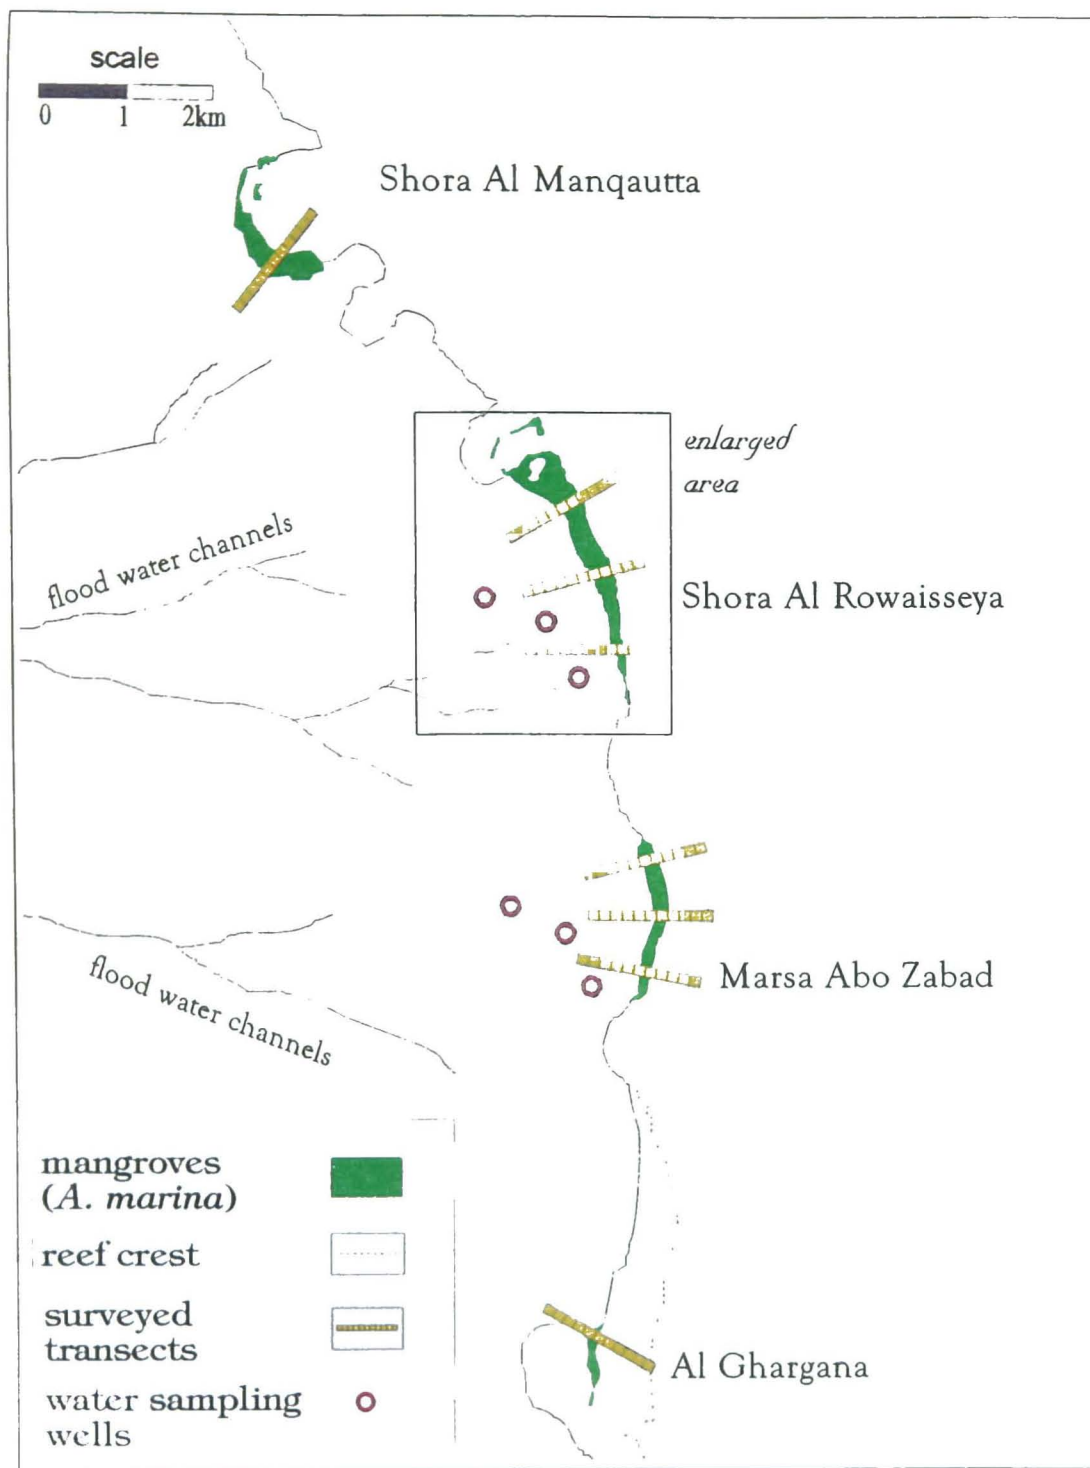 scale
0 1 2km
Shora Al Manqautta
enlarged
area
flood water channels
Shora Al Rowaisseya
flood water channels
Marsa Abo Zabad
mangroves
(A. marina)
reef crest
surveyed
transects
water sampling
wells
Al Ghargana